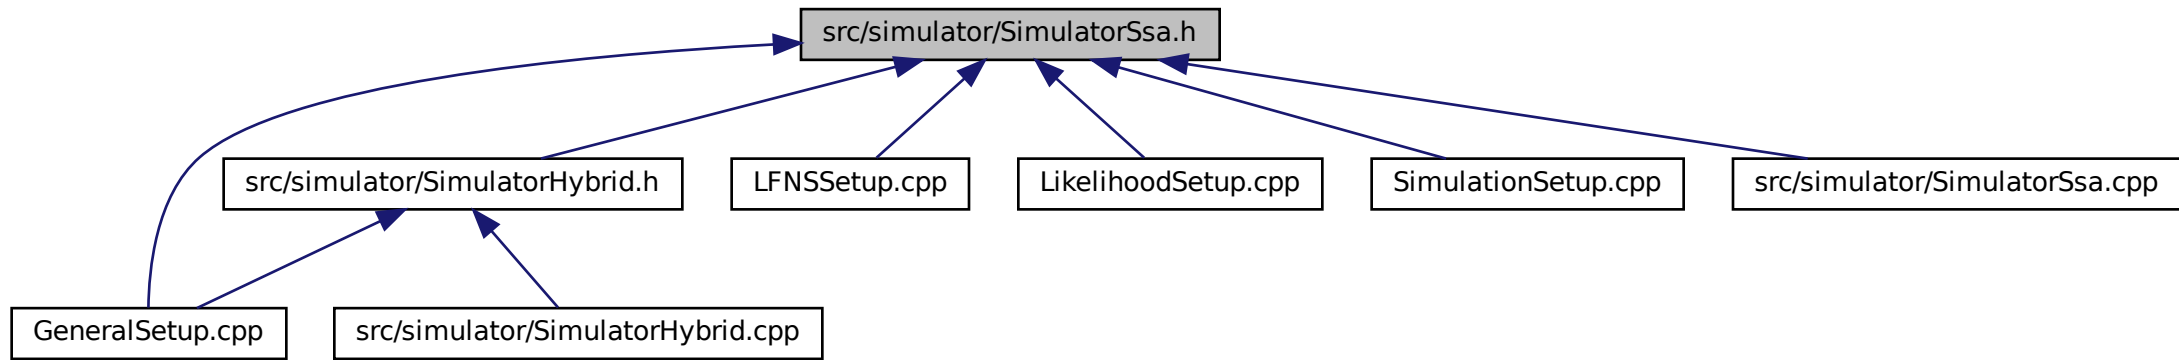 src/simulator/SimulatorSsa.h
src/simulator/SimulatorHybrid.h
LFNSSetup.cpp
LikelihoodSetup.cpp
SimulationSetup.cpp
src/simulator/SimulatorSsa.cpp
GeneralSetup.cpp
src/simulator/SimulatorHybrid.cpp